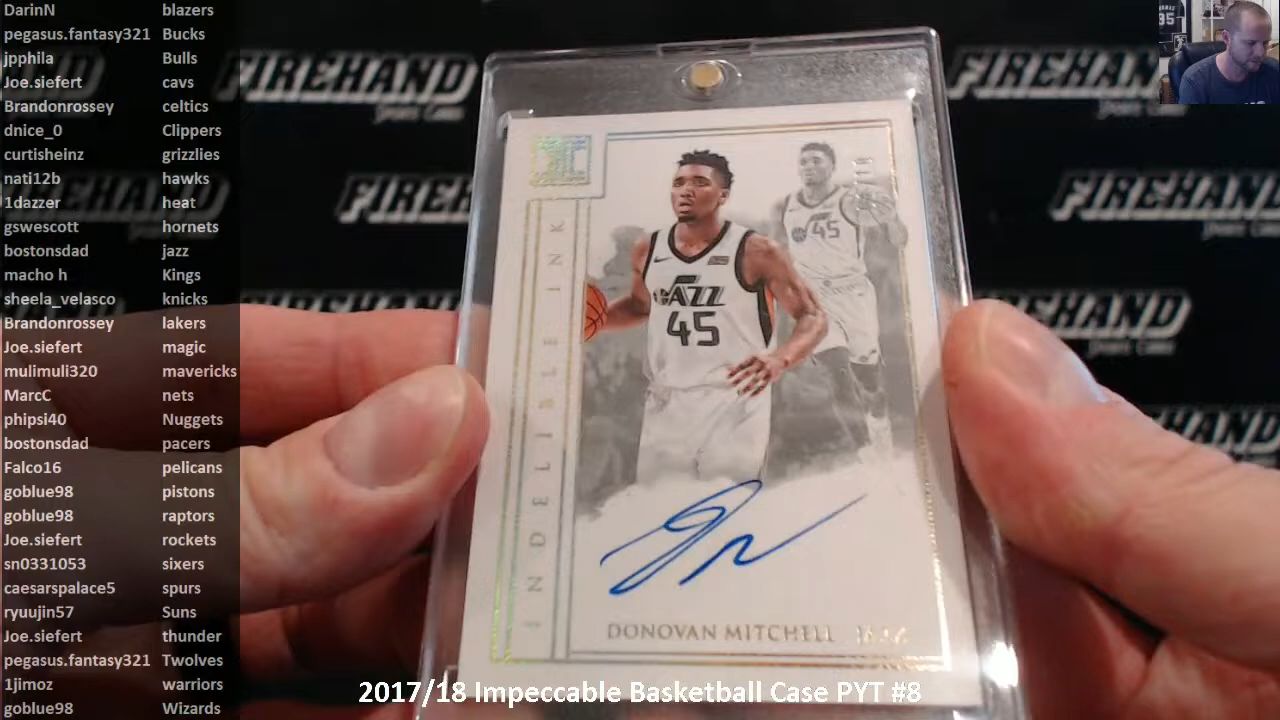 DarinN blazers
pegasus.fantasy321 Bucks
jpphila Bulls
Joe.siefert cavs
Brandonrossey celtics
dnice_0 Clippers
curtisheinz grizzlies
nati12b hawks
1dazzer heat
gswescott hornets
bostonsdad jazz
macho h Kings
sheela_velasco knicks
Brandonrossey lakers
Joe.siefert magic
mulimuli320 mavericks
MarcC nets
phipsi40 Nuggets
bostonsdad pacers
Falco16 pelicans
goblue98 pistons
goblue98 raptors
Joe.siefert rockets
sn0331053 sixers
caesarspalace5 spurs
ryuujin57 Suns
Joe.siefert thunder
pegasus.fantasy321 Twolves
1jimoz warriors
goblue98 Wizards
FIREHAND
FIREHAND
FIREHAND
FIREHAND
FIREHAND
95
INDELIBLE INK
45
JAZZ
45
DONOVAN MITCHELL
2017/18 Impeccable Basketball Case PYT #8